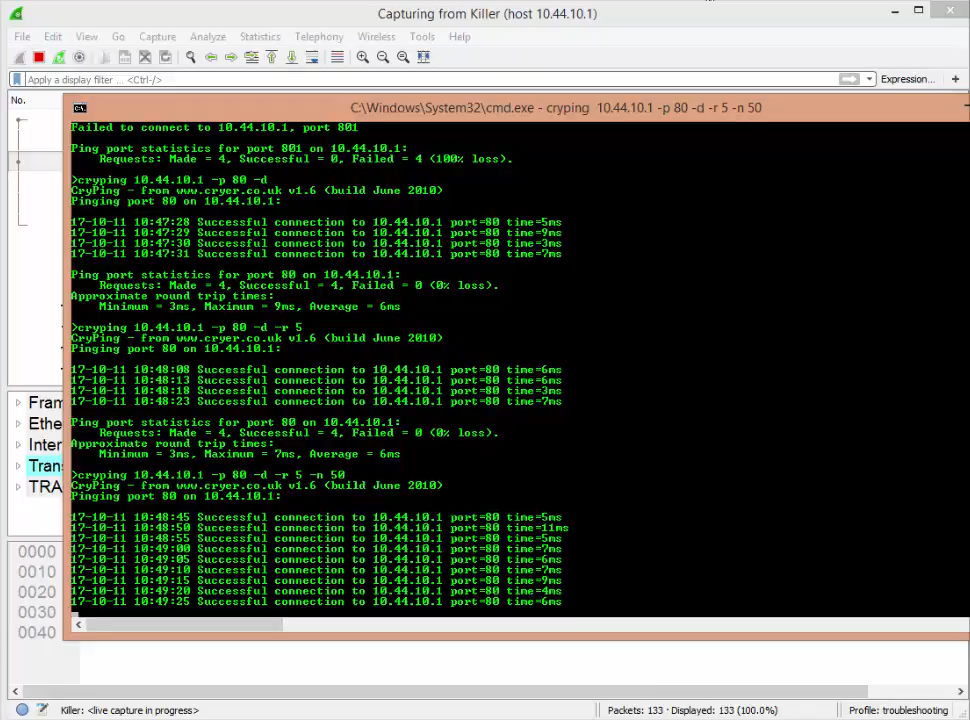 Capturing from Killer (host 10.44.10.1)
File Edit View Go Capture Analyze Statistics Telephony Wireless Tools Help
Apply a display filter ... <Ctrl-/>
Expression... +
No.
C:\Windows\System32\cmd.exe - cryping 10.44.10.1 -p 80 -d -r 5 -n 50
Failed to connect to 10.44.10.1, port 801
Ping port statistics for port 801 on 10.44.10.1:
Requests: Made = 4, Successful = 0, Failed = 4 (100% loss).
>cryping 10.44.10.1 -p 80 -d
CryPing - from www.cryer.co.uk v1.6 (build June 2010)
Pinging port 80 on 10.44.10.1:
17-10-11 10:47:28 Successful connection to 10.44.10.1 port=80 time=5ms
17-10-11 10:47:29 Successful connection to 10.44.10.1 port=80 time=9ms
17-10-11 10:47:30 Successful connection to 10.44.10.1 port=80 time=3ms
17-10-11 10:47:31 Successful connection to 10.44.10.1 port=80 time=7ms
Ping port statistics for port 80 on 10.44.10.1:
Requests: Made = 4, Successful = 4, Failed = 0 (0% loss).
Approximate round trip times:
Minimum = 3ms, Maximum = 9ms, Average = 6ms
>cryping 10.44.10.1 -p 80 -d -r 5
CryPing - from www.cryer.co.uk v1.6 (build June 2010)
Pinging port 80 on 10.44.10.1:
17-10-11 10:48:08 Successful connection to 10.44.10.1 port=80 time=6ms
17-10-11 10:48:13 Successful connection to 10.44.10.1 port=80 time=6ms
17-10-11 10:48:18 Successful connection to 10.44.10.1 port=80 time=3ms
17-10-11 10:48:23 Successful connection to 10.44.10.1 port=80 time=7ms
Ping port statistics for port 80 on 10.44.10.1:
Requests: Made = 4, Successful = 4, Failed = 0 (0% loss).
Approximate round trip times:
Minimum = 3ms, Maximum = 7ms, Average = 6ms
>cryping 10.44.10.1 -p 80 -d -r 5 -n 50
CryPing - from www.cryer.co.uk v1.6 (build June 2010)
Pinging port 80 on 10.44.10.1:
17-10-11 10:48:45 Successful connection to 10.44.10.1 port=80 time=5ms
17-10-11 10:48:50 Successful connection to 10.44.10.1 port=80 time=11ms
17-10-11 10:48:55 Successful connection to 10.44.10.1 port=80 time=5ms
17-10-11 10:49:00 Successful connection to 10.44.10.1 port=80 time=7ms
17-10-11 10:49:05 Successful connection to 10.44.10.1 port=80 time=6ms
17-10-11 10:49:10 Successful connection to 10.44.10.1 port=80 time=7ms
17-10-11 10:49:15 Successful connection to 10.44.10.1 port=80 time=9ms
17-10-11 10:49:20 Successful connection to 10.44.10.1 port=80 time=4ms
17-10-11 10:49:25 Successful connection to 10.44.10.1 port=80 time=6ms
Fram
Ethe
Inter
Trans
TRA
0000
0010
0020
0030
0040
Killer: <live capture in progress>
Packets: 133 · Displayed: 133 (100.0%)
Profile: troubleshooting